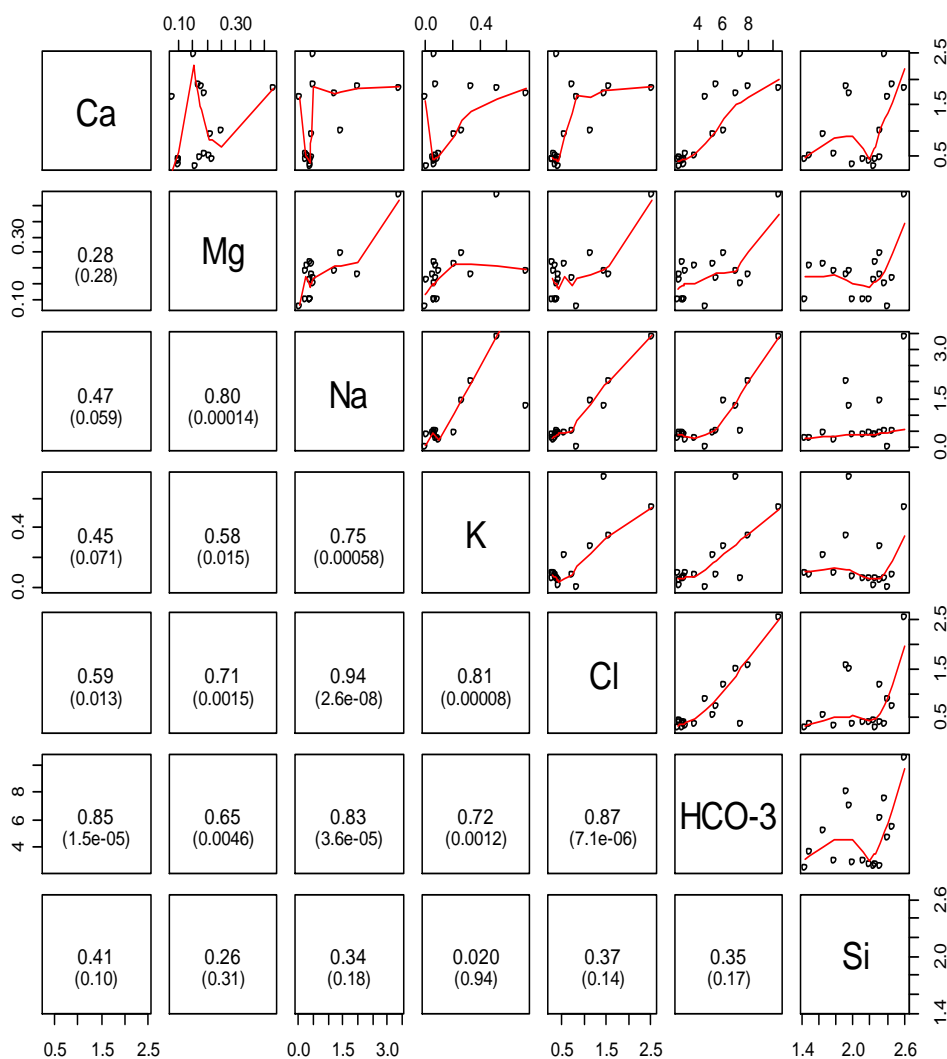 0.10 0.30 0.0 0.4 4 6 8
Ca 0.5 1.5 2.5
0.10 0.30 0.28 Mg
(0.28)
0.47 0.80 Na 0.0 1.5 3.0
(0.059) (0.00014)
0.0 0.4 0.45 0.58 0.75 K
(0.071) (0.015) (0.00058)
0.59 0.71 0.94 0.81 Cl 0.5 1.5 2.5
(0.013) (0.0015) (2.6e-08) (0.00008)
4 6 8 0.85 0.65 0.83 0.72 0.87 HCO-3
(1.5e-05) (0.0046) (3.6e-05) (0.0012) (7.1e-06)
0.41 0.26 0.34 0.020 0.37 0.35 Si 1.4 2.0 2.6
(0.10) (0.31) (0.18) (0.94) (0.14) (0.17)
0.5 1.5 2.5 0.0 1.5 3.0 0.5 1.5 2.5 1.4 2.0 2.6